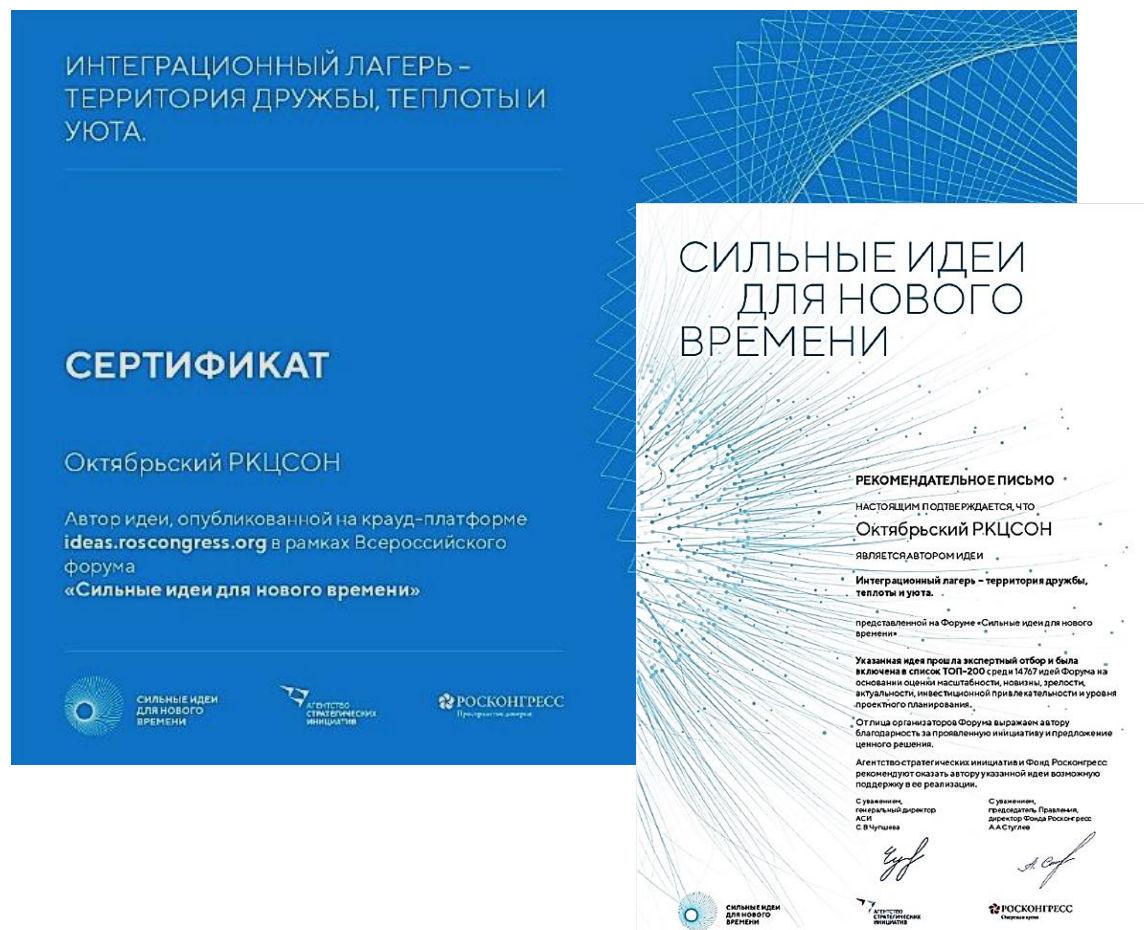 ИНТЕГРАЦИОННЫЙ ЛАГЕРЬ –
ТЕРРИТОРИЯ ДРУЖБЫ, ТЕПЛОТЫ И
УЮТА.
СЕРТИФИКАТ
Октябрьский РКЦСОН
Автор идеи, опубликованной на крауд-платформе
ideas.roscongress.org в рамках Всероссийского
форума
«Сильные идеи для нового времени»
СИЛЬНЫЕ ИДЕИ
ДЛЯ НОВОГО
ВРЕМЕНИ
АГЕНТСТВО
СТРАТЕГИЧЕСКИХ
ИНИЦИАТИВ
РОСКОНГРЕСС
Пространство доверия
СИЛЬНЫЕ ИДЕИ
ДЛЯ НОВОГО
ВРЕМЕНИ
РЕКОМЕНДАТЕЛЬНОЕ ПИСЬМО
НАСТОЯЩИМ ПОДТВЕРЖДАЕТСЯ, ЧТО
Октябрьский РКЦСОН
ЯВЛЯЕТСЯ АВТОРОМ ИДЕИ
Интеграционный лагерь – территория дружбы,
теплоты и уюта.
представленной на Форуме «Сильные идеи для нового
времени»
Указанная идея прошла экспертный отбор и была
включена в список ТОП-200 среди 14767 идей Форума на
основании оценки масштабности, новизны, зрелости,
актуальности, инвестиционной привлекательности и уровня
проектного планирования.
От лица организаторов Форума выражаем автору
благодарность за проявленную инициативу и предложение
ценного решения.
Агентство стратегических инициатив и Фонд Росконгресс
рекомендуют оказать автору указанной идеи возможную
поддержку в ее реализации.
С уважением,
генеральный директор
АСИ
С.В Чупшева
С уважением,
председатель Правления,
директор Фонда Росконгресс
А.А Стуглев
СИЛЬНЫЕ ИДЕИ
ДЛЯ НОВОГО
ВРЕМЕНИ
АГЕНТСТВО
СТРАТЕГИЧЕСКИХ
ИНИЦИАТИВ
РОСКОНГРЕСС